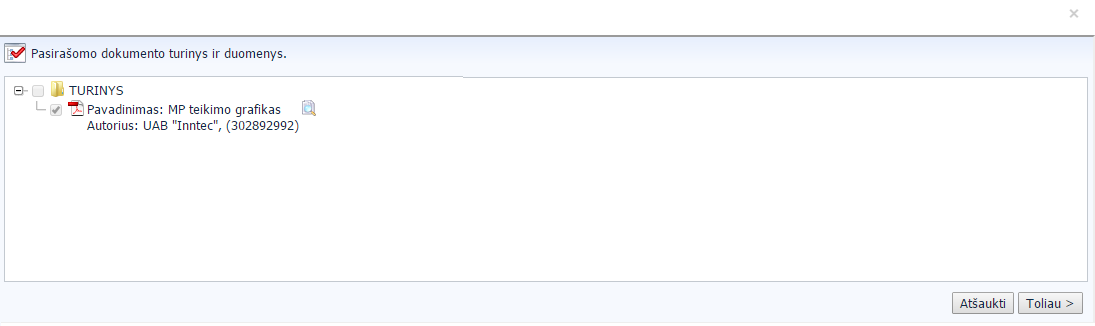 Pasirašomo dokumento turinys ir duomenys.
TURINYS
Pavadinimas: MP teikimo grafikas
Autorius: UAB "Inntec", (302892992)
Atšaukti Toliau >